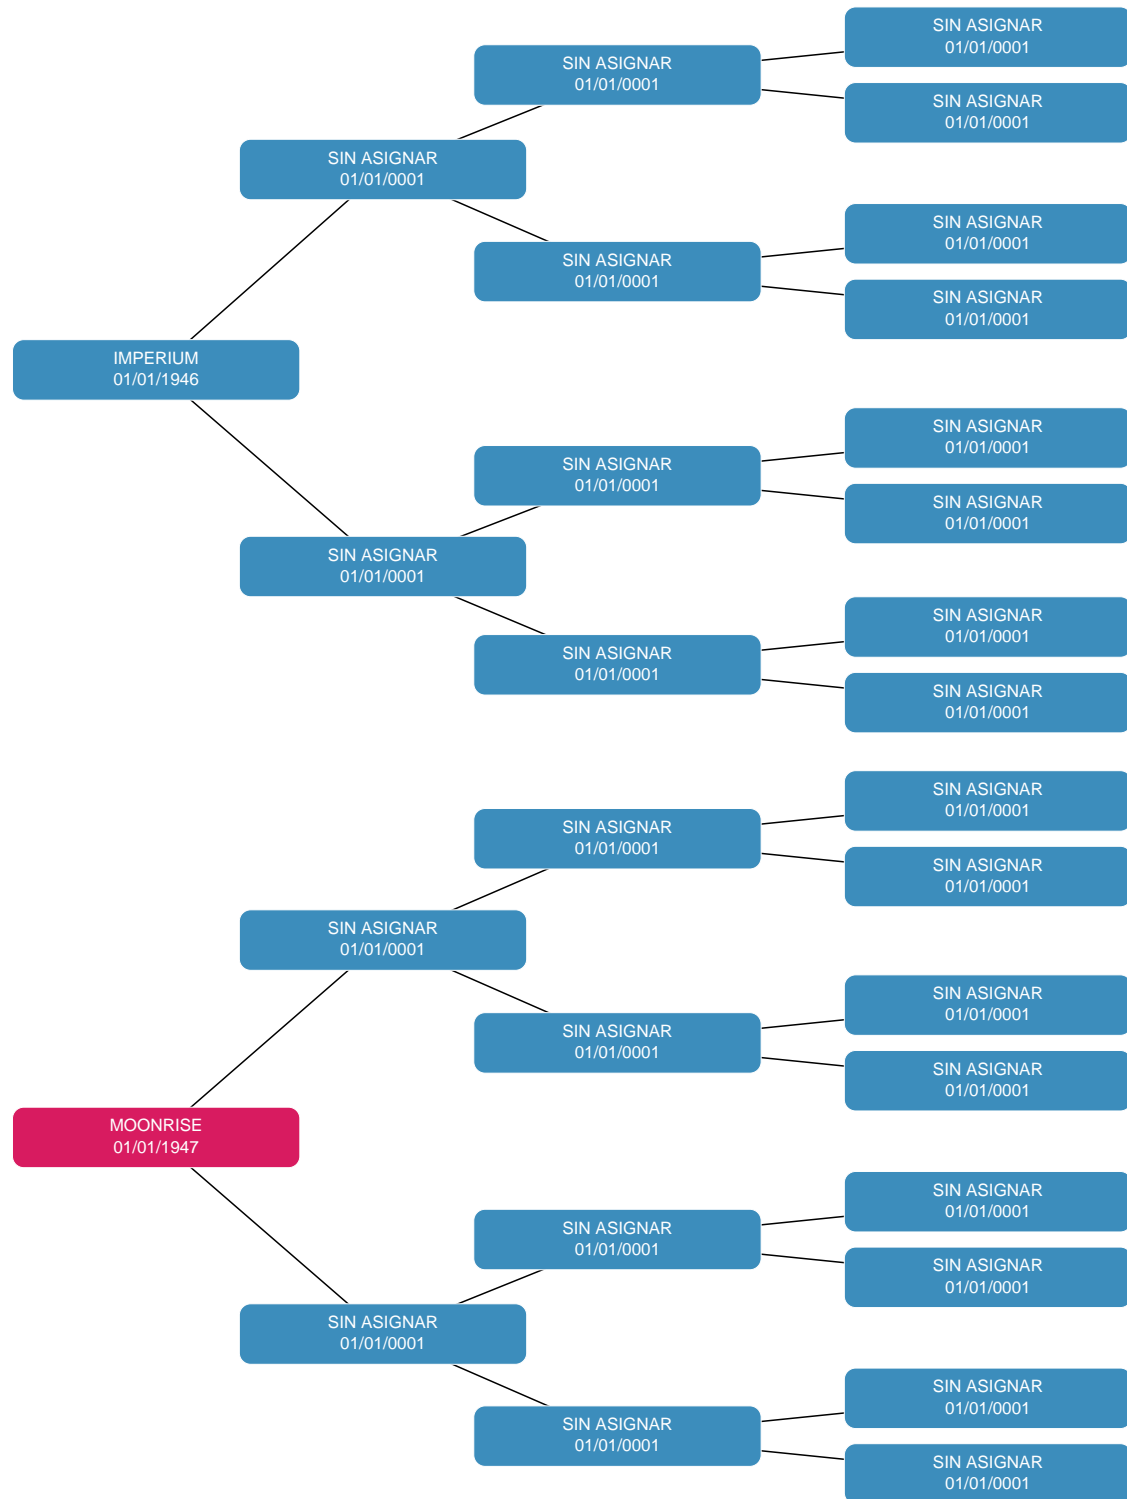 SIN ASIGNAR
01/01/0001
SIN ASIGNAR
01/01/0001
SIN ASIGNAR
01/01/0001
SIN ASIGNAR
01/01/0001
SIN ASIGNAR
01/01/0001
SIN ASIGNAR
01/01/0001
SIN ASIGNAR
01/01/0001
IMPERIUM
01/01/1946
SIN ASIGNAR
01/01/0001
SIN ASIGNAR
01/01/0001
SIN ASIGNAR
01/01/0001
SIN ASIGNAR
01/01/0001
SIN ASIGNAR
01/01/0001
SIN ASIGNAR
01/01/0001
SIN ASIGNAR
01/01/0001
SIN ASIGNAR
01/01/0001
SIN ASIGNAR
01/01/0001
SIN ASIGNAR
01/01/0001
SIN ASIGNAR
01/01/0001
SIN ASIGNAR
01/01/0001
SIN ASIGNAR
01/01/0001
SIN ASIGNAR
01/01/0001
MOONRISE
01/01/1947
SIN ASIGNAR
01/01/0001
SIN ASIGNAR
01/01/0001
SIN ASIGNAR
01/01/0001
SIN ASIGNAR
01/01/0001
SIN ASIGNAR
01/01/0001
SIN ASIGNAR
01/01/0001
SIN ASIGNAR
01/01/0001